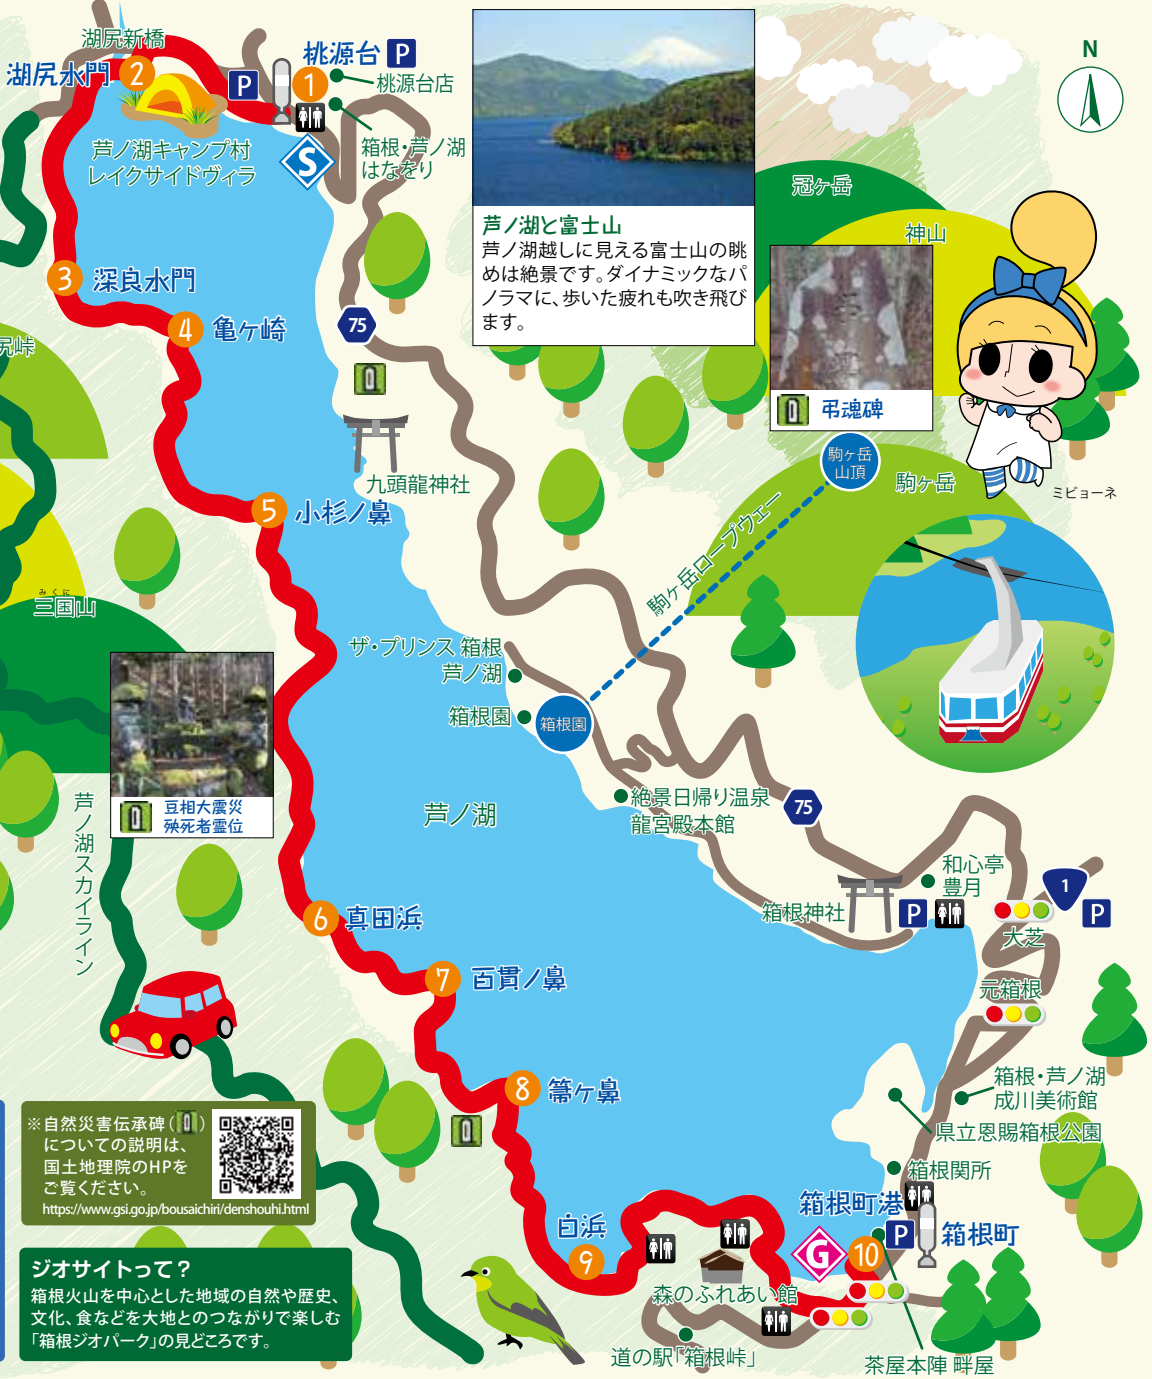 湖尻新橋
湖尻水門
2
P
桃源台 P
1
桃源台店
箱根・芦ノ湖
はなをり
S
芦ノ湖キャンプ村
レイクサイドヴィラ
芦ノ湖と富士山
芦ノ湖越しに見える富士山の眺
めは絶景です。ダイナミックなパ
ノラマに、歩いた疲れも吹き飛び
ます。
N
冠ヶ岳
神山
弔魂碑
ミビョーネ
駒ヶ岳
山頂
駒ヶ岳
駒ヶ岳ロープウェー
3 深良水門
4 亀ヶ崎
75
尻峠
九頭龍神社
5 小杉ノ鼻
みくに
三国山
ザ・プリンス 箱根
芦ノ湖
箱根園
箱根園
豆相大震災
殃死者霊位
芦ノ湖スカイライン
芦ノ湖
絶景日帰り温泉
龍宮殿本館
75
和心亭
豊月
箱根神社
P
1
P
大芝
元箱根
6 真田浜
7 百貫ノ鼻
8 箒ケ鼻
箱根・芦ノ湖
成川美術館
県立恩賜箱根公園
箱根関所
箱根町港
P
箱根町
G
10
白浜
9
森のふれあい館
道の駅「箱根峠」
茶屋本陣 畔屋
※自然災害伝承碑( )
についての説明は、
国土地理院のHPを
ご覧ください。
https://www.gsi.go.jp/bousaichiri/denshouhi.html
ジオサイトって?
箱根火山を中心とした地域の自然や歴史、
文化、食などを大地とのつながりで楽しむ
「箱根ジオパーク」の見どころです。